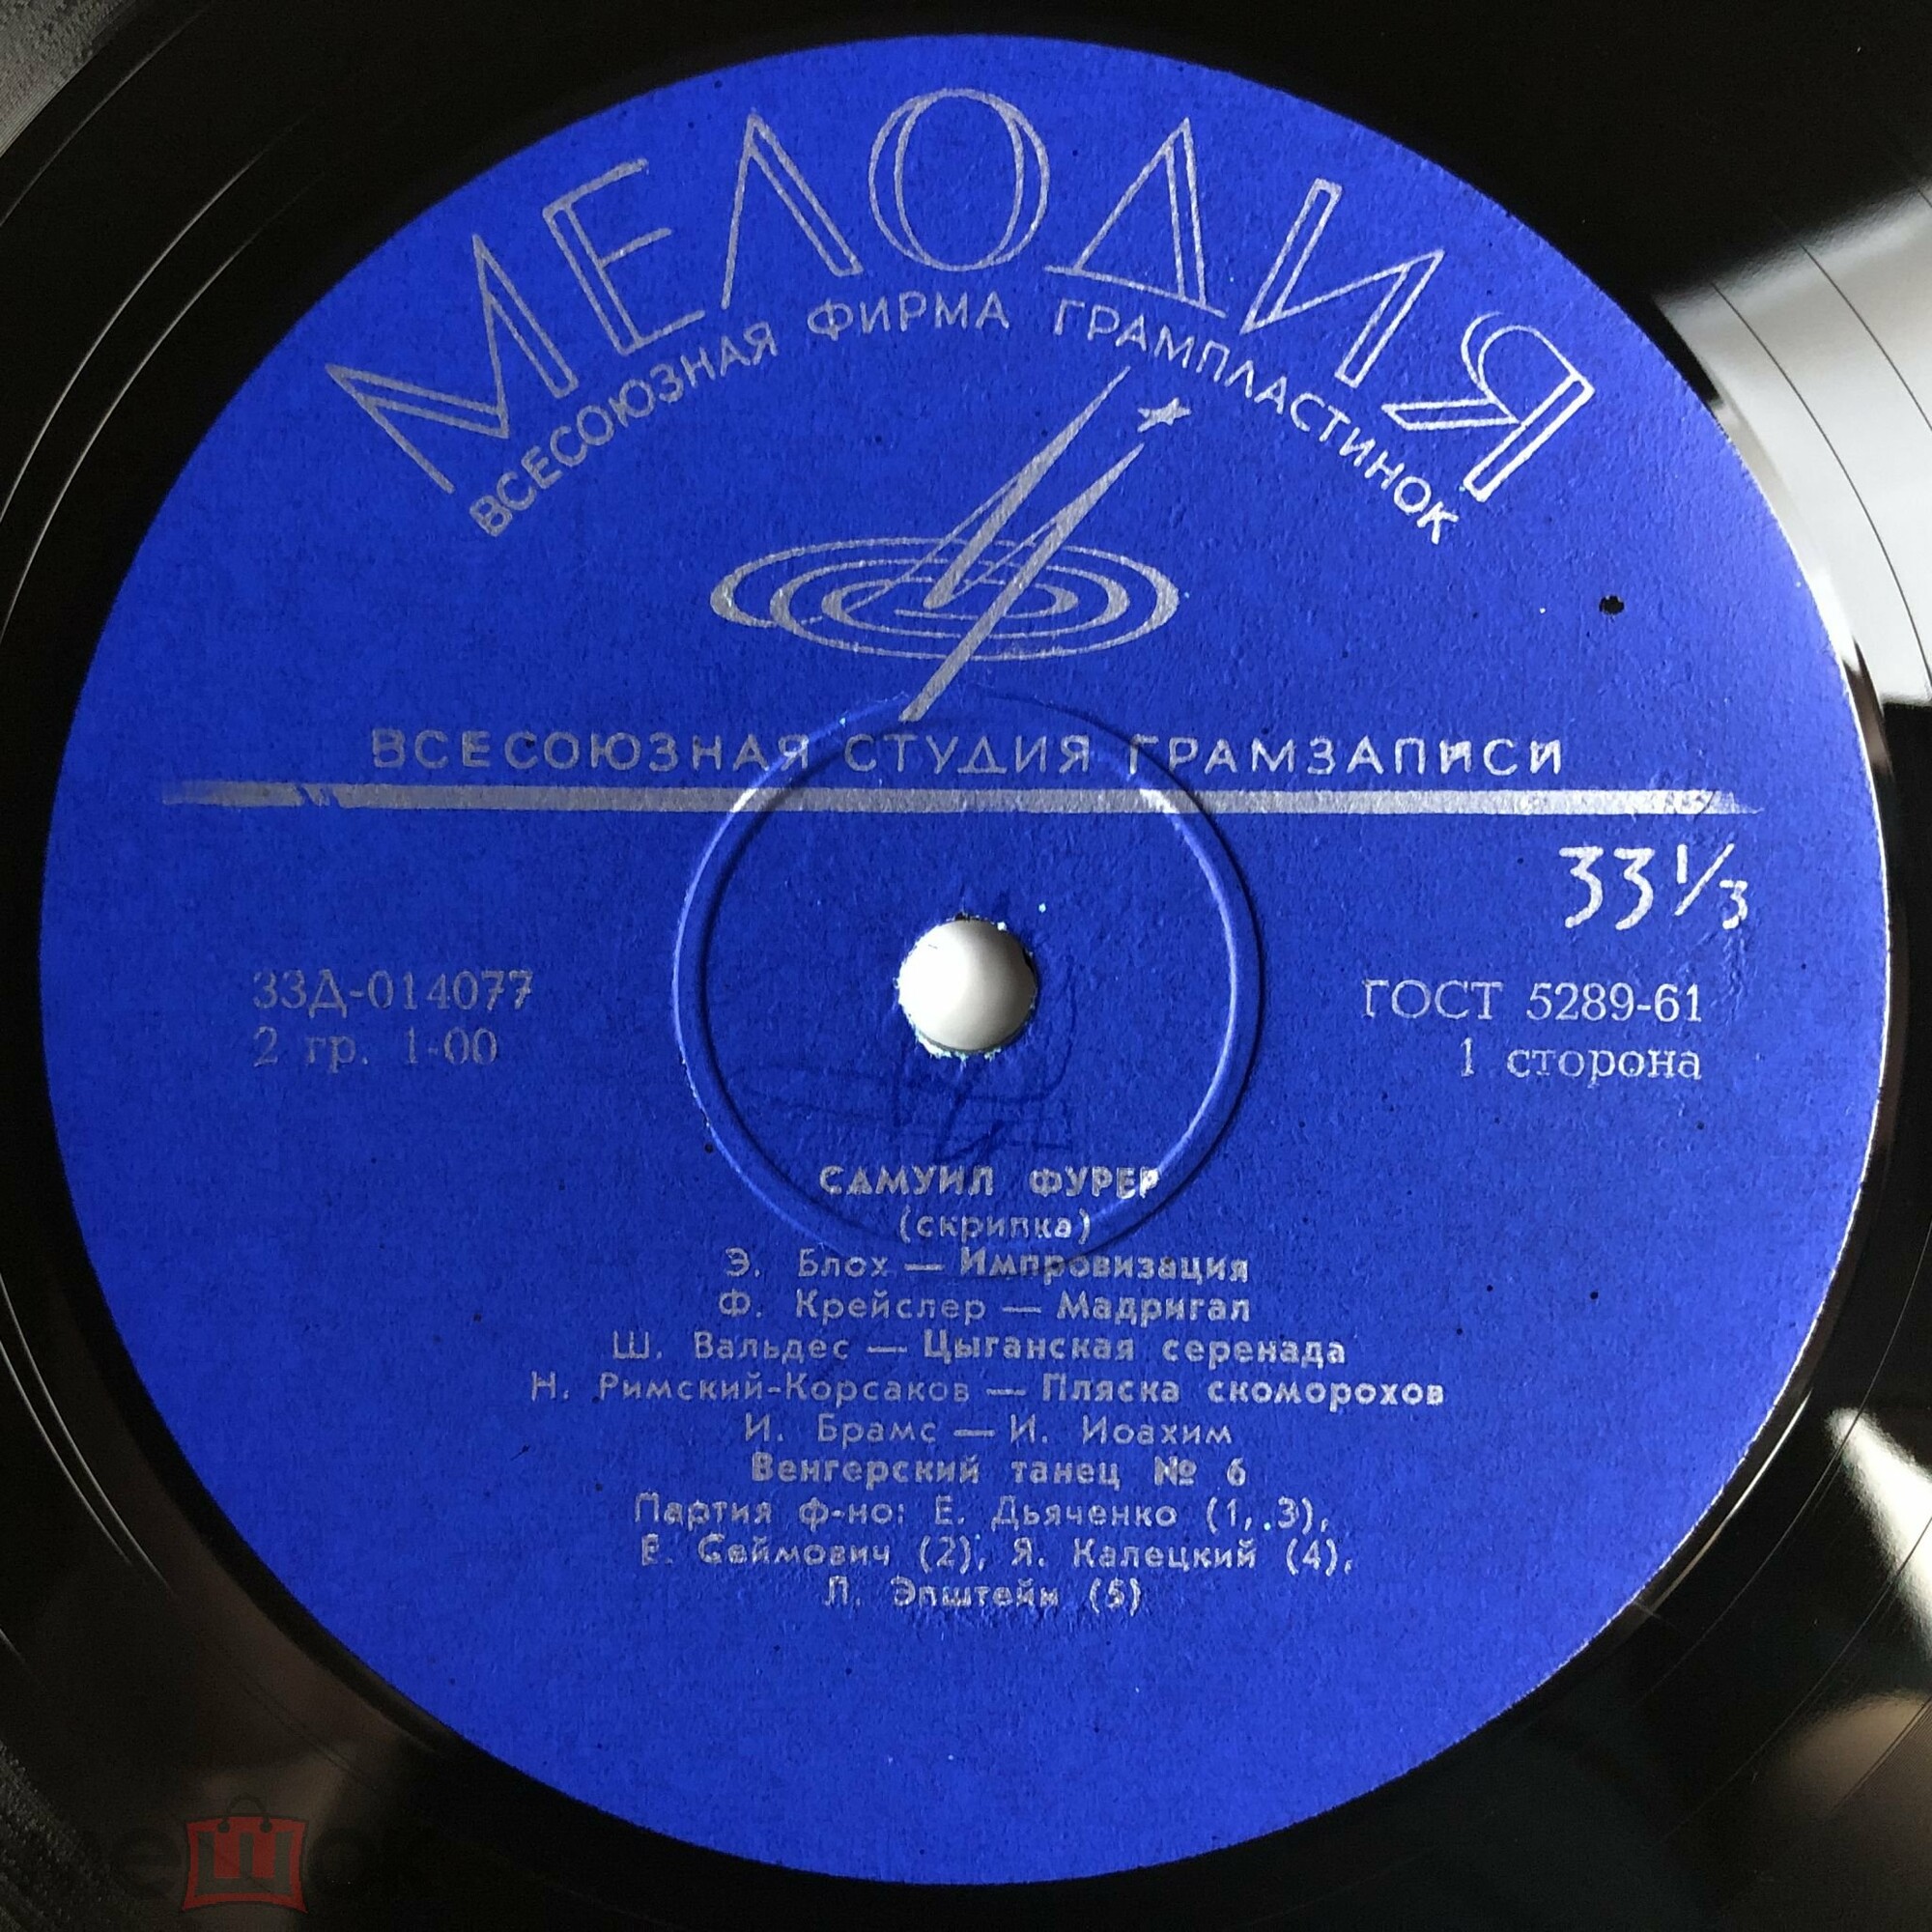 МЕЛОДИЯ
ВСЕСОЮЗНАЯ ФИРМА ГРАМПЛАСТИНОК
ВСЕСОЮЗНАЯ СТУДИЯ ГРАМЗАПИСИ
33 1/3
33Д-014077
2 гр. 1-00
ГОСТ 5289-61
1 сторона
САМУИЛ ФУРЕР
(скрипка)
Э. Блох — Импровизация
Ф. Крейслер — Мадригал
Ш. Вальдес — Цыганская серенада
Н. Римский-Корсаков — Пляска скоморохов
И. Брамс — И. Иоахим
Венгерский танец № 6
Партия ф-но: Е. Дьяченко (1, 3),
Е. Сеймович (2), Я. Калецкий (4),
Л. Эпштейн (5)